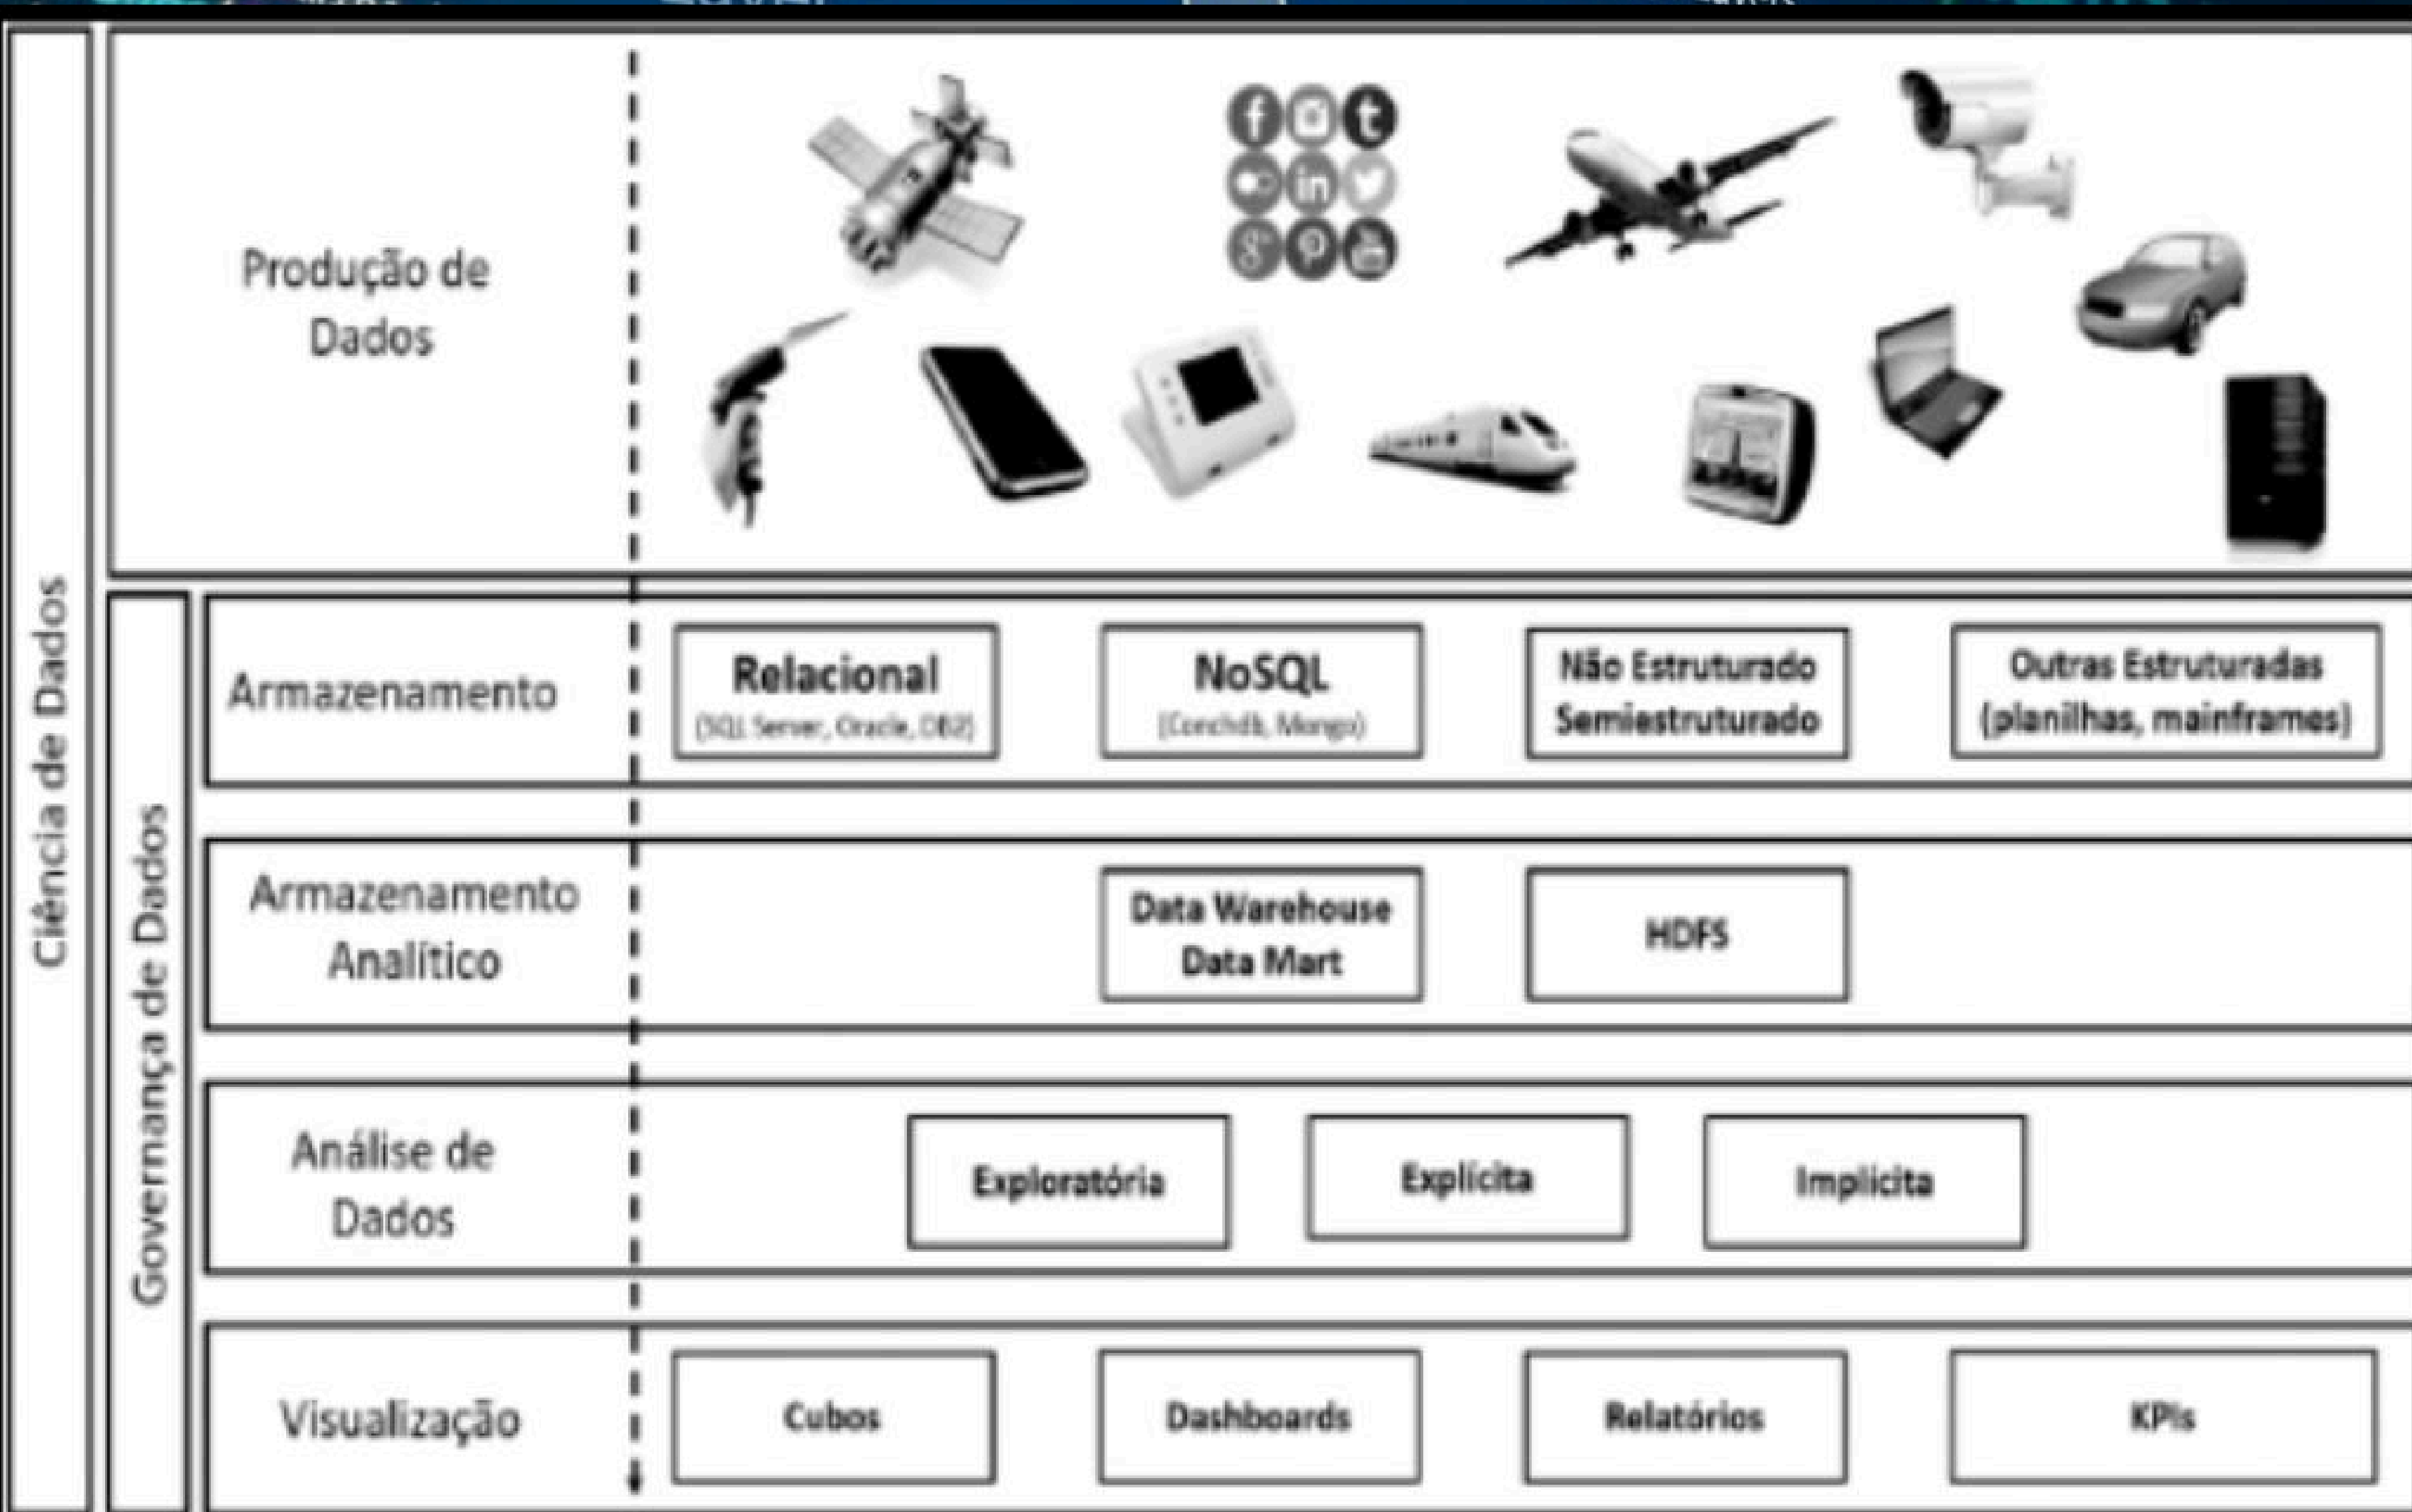 Ciência de Dados
Produção de
Dados
Governança de Dados
Armazenamento
Relacional
(SQL Server, Oracle, DB2)
NoSQL
Mongo)
Não Estruturado
Semiestruturado
Outras Estruturadas
(planilhas, mainframes)
Armazenamento
Analítico
Data Warehouse
Data Mart
HDFS
Análise de
Dados
Exploratória
Explícita
Implícita
Visualização
Cubos
Dashboards
Relatórios
KPIs